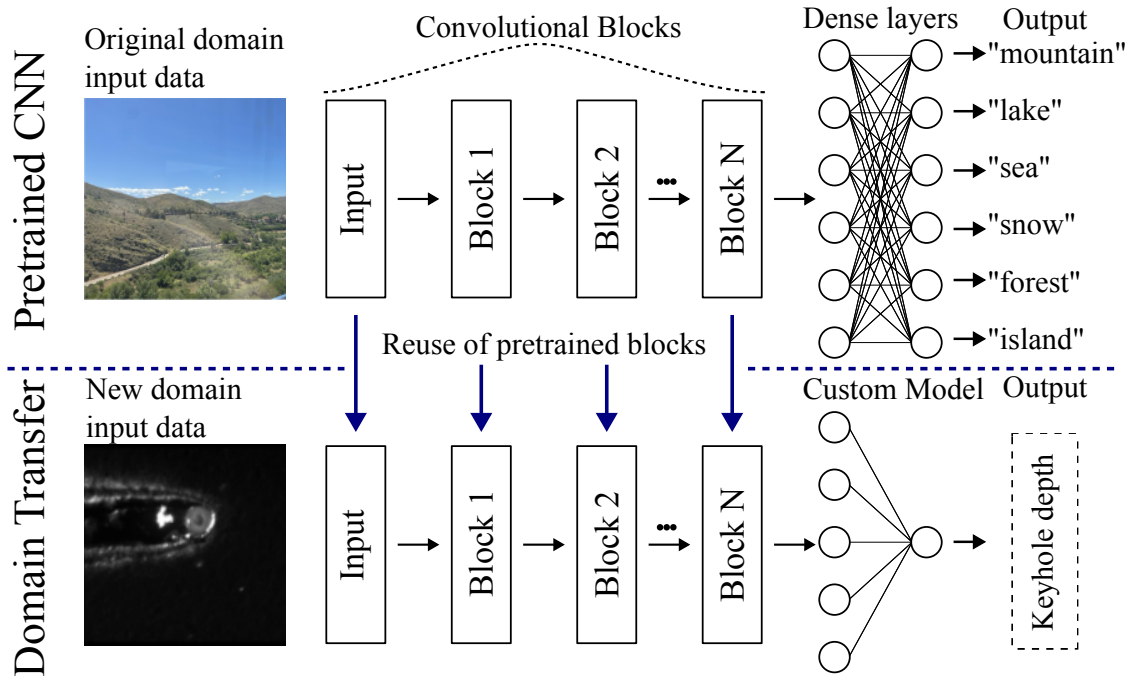 Pretrained CNN
Original domain
input data
Convolutional Blocks
Dense layers
Output
Input
Block 1
Block 2
...
Block N
"mountain"
"lake"
"sea"
"snow"
"forest"
"island"
Reuse of pretrained blocks
Domain Transfer
New domain
input data
Custom Model
Output
Input
Block 1
Block 2
...
Block N
Keyhole depth